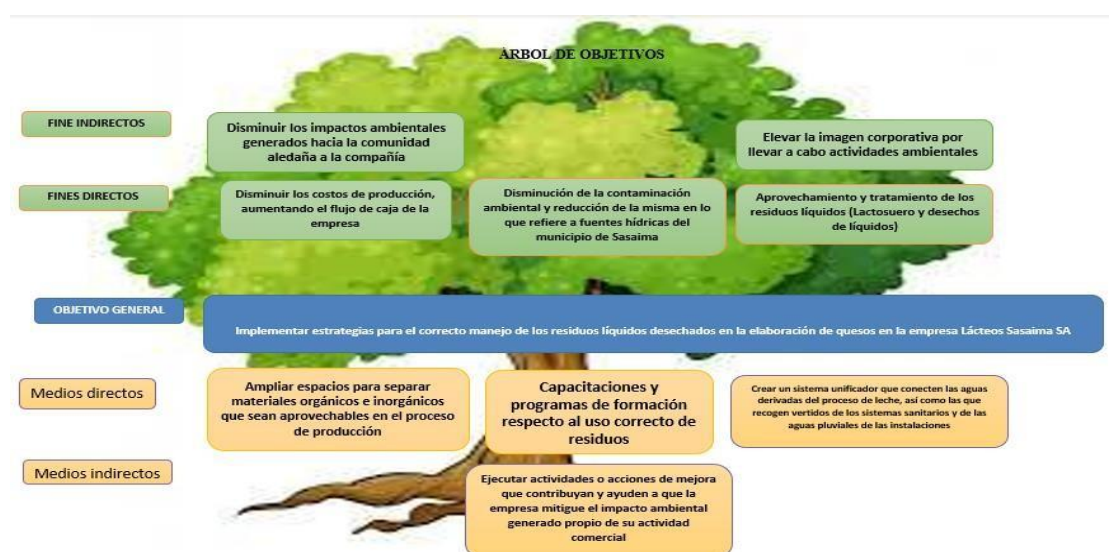 ÀRBOL DE OBJETIVOS
FINE INDIRECTOS
Disminuir los impactos ambientales
generados hacia la comunidad
aledaña a la compañía
Elevar la imagen corporativa por
llevar a cabo actividades ambientales
FINES DIRECTOS
Disminuir los costos de producción,
aumentando el flujo de caja de la
empresa
Disminución de la contaminación
ambiental y reducción de la misma en lo
que refiere a fuentes hídricas del
municipio de Sasaima
Aprovechamiento y tratamiento de los
residuos líquidos (Lactosuero y desechos
de líquidos)
OBJETIVO GENERAL
Implementar estrategias para el correcto manejo de los residuos líquidos desechados en la elaboración de quesos en la empresa Lácteos Sasaima SA
Medios directos
Ampliar espacios para separar
materiales orgánicos e inorgánicos
que sean aprovechables en el proceso
de producción
Capacitaciones y
programas de formación
respecto al uso correcto de
residuos
Crear un sistema unificador que conecten las aguas
derivadas del proceso de leche, así como las que
recogen vertidos de los sistemas sanitarios y de las
aguas pluviales de las instalaciones
Medios indirectos
Ejecutar actividades o acciones de mejora
que contribuyan y ayuden a que la
empresa mitigue el impacto ambiental
generado propio de su actividad
comercial